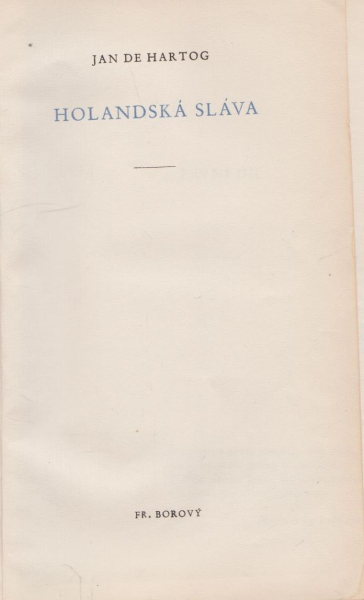 JAN DE HARTOG
HOLANDSKÁ SLÁVA
FR. BOROVÝ